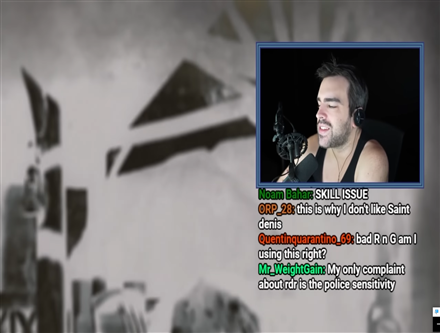 Noam Bahar: SKILL ISSUE
ORP_28: this is why I don't like Saint
denis
Quentinquarantino_69: bad R n G am I
using this right?
Mr_WeightGain: My only complaint
about rdr is the police sensitivity